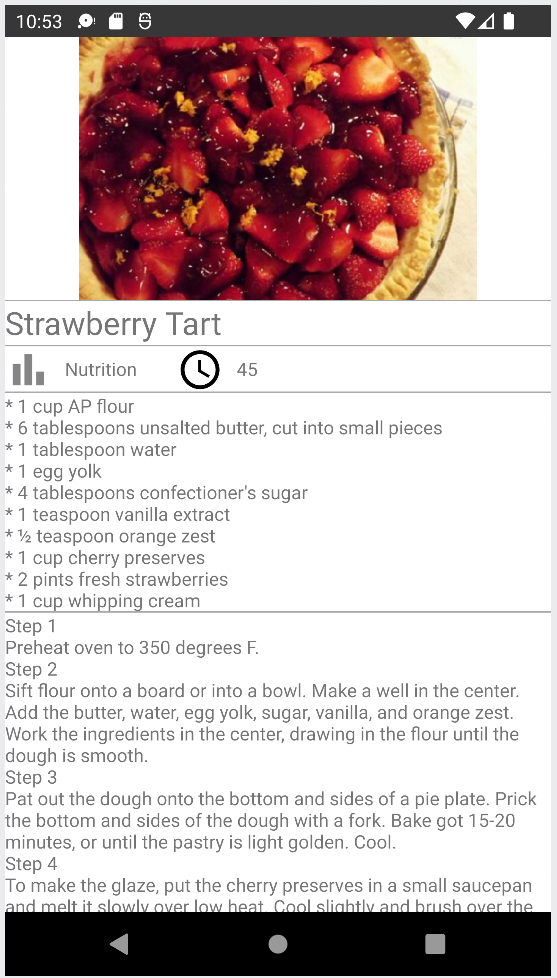 10:53
Strawberry Tart
Nutrition 45
* 1 cup AP flour
* 6 tablespoons unsalted butter, cut into small pieces
* 1 tablespoon water
* 1 egg yolk
* 4 tablespoons confectioner's sugar
* 1 teaspoon vanilla extract
* ½ teaspoon orange zest
* 1 cup cherry preserves
* 2 pints fresh strawberries
* 1 cup whipping cream
Step 1
Preheat oven to 350 degrees F.
Step 2
Sift flour onto a board or into a bowl. Make a well in the center.
Add the butter, water, egg yolk, sugar, vanilla, and orange zest.
Work the ingredients in the center, drawing in the flour until the
dough is smooth.
Step 3
Pat out the dough onto the bottom and sides of a pie plate. Prick
the bottom and sides of the dough with a fork. Bake got 15-20
minutes, or until the pastry is light golden. Cool.
Step 4
To make the glaze, put the cherry preserves in a small saucepan
and melt it slowly over low heat. Cool slightly and brush over the